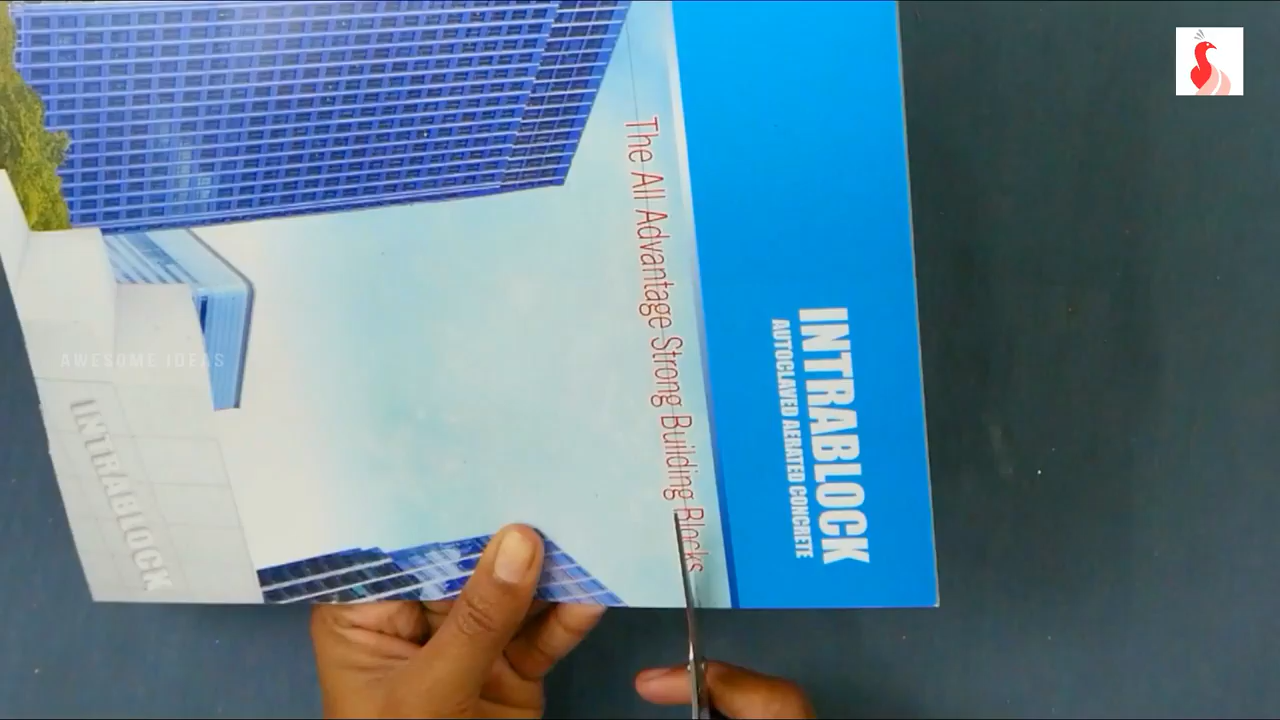 The All Advantage Strong Building Blocks
INTRABLOCK
AUTOCLAVED AERATED CONCRETE
AWESOME IDEAS
INTRABLOCK